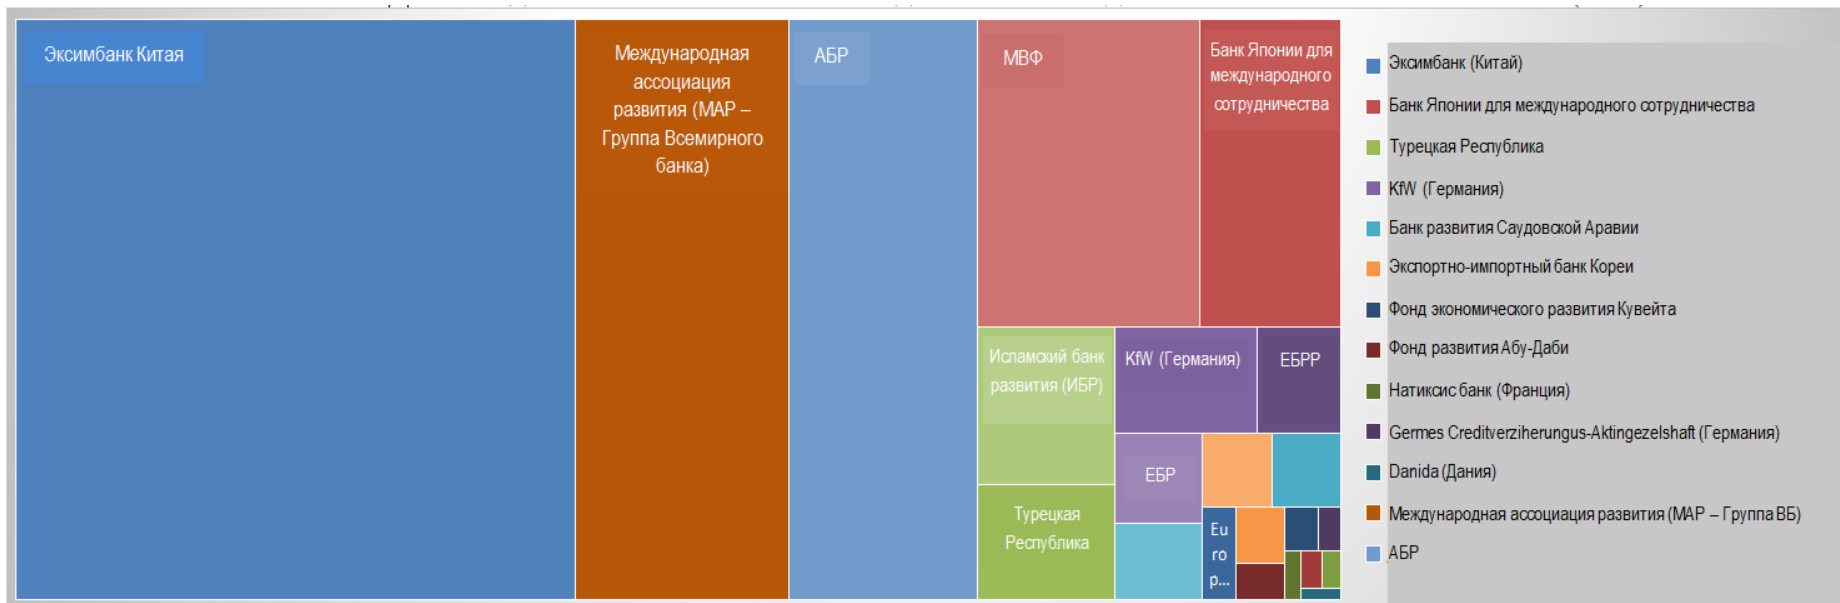 Эксимбанк Китая
Международная
ассоциация
развития (МАР –
Группа Всемирного
банка)
АБР
МВФ
Банк Японии для
международного
сотрудничества
Исламский банк
развития (ИБР)
KfW (Германия)
ЕБРР
ЕБР
Турецкая
Республика
Eu
ro
p...
Эксимбанк (Китай)
Банк Японии для международного сотрудничества
Турецкая Республика
KfW (Германия)
Банк развития Саудовской Аравии
Экспортно-импортный банк Кореи
Фонд экономического развития Кувейта
Фонд развития Абу-Даби
Натиксис банк (Франция)
Germes Creditverziherungus-Aktingezelshaft (Германия)
Danida (Дания)
Международная ассоциация развития (МАР – Группа ВБ)
АБР